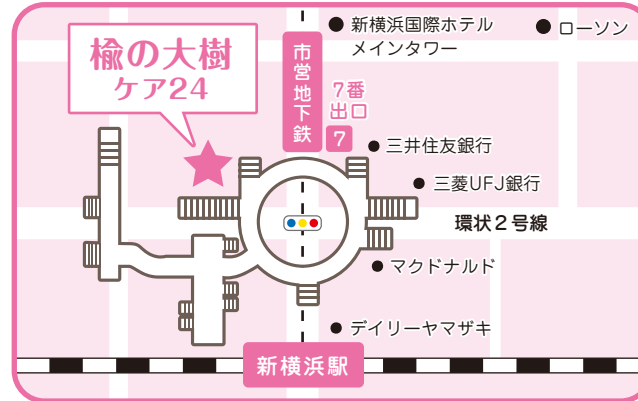 新横浜国際ホテル
メインタワー
ローソン
楡の大樹
ケア24
市営地下鉄
7番
出口
7
三井住友銀行
三菱UFJ銀行
環状2号線
マクドナルド
デイリーヤマザキ
新横浜駅